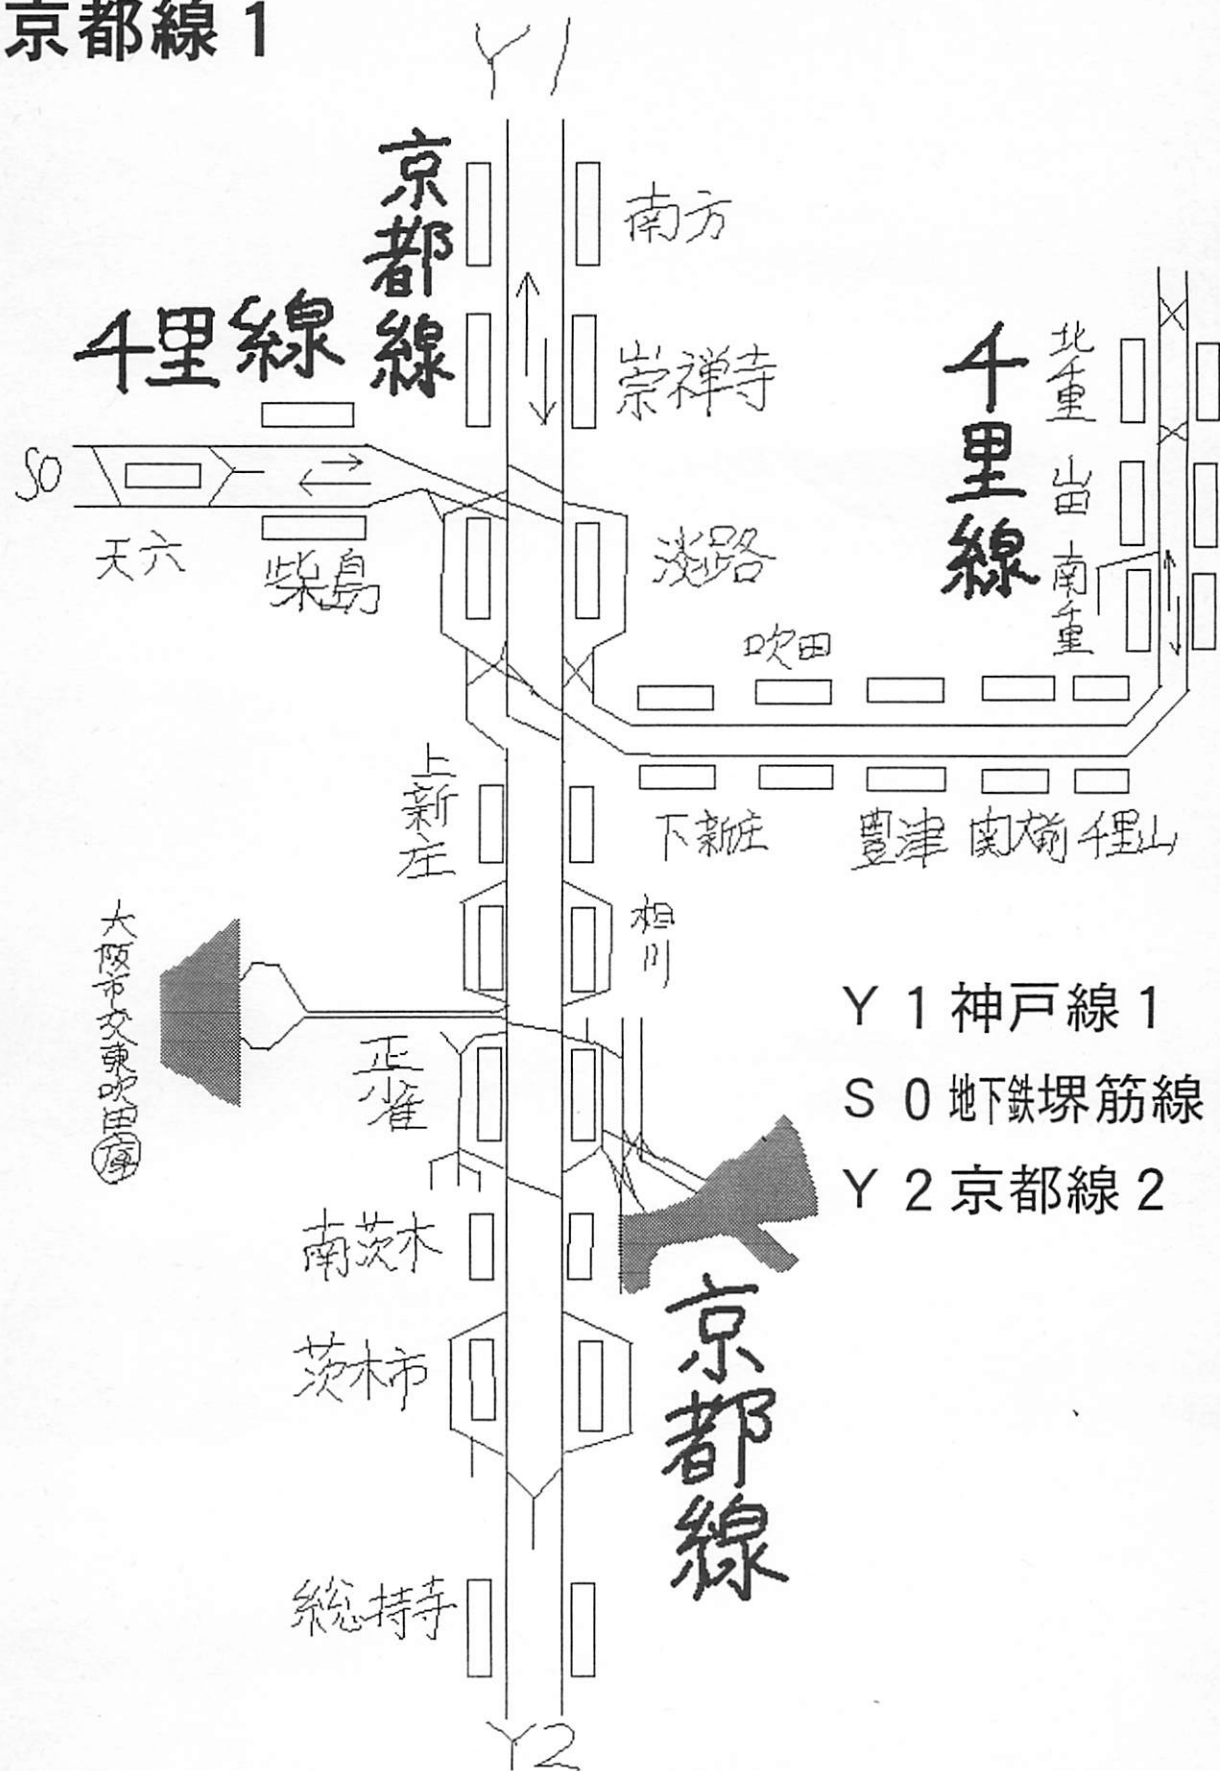 京都線1
Y1
京都線
南方
千里線
崇禅寺
千里線
北千里
山田
南千里
S0
天六
柴島
淡路
吹田
上新庄
下新庄
豊津
関大前
千里山
相川
大阪市交東吹田庫
正雀
Y1神戸線1
S0地下鉄堺筋線
Y2京都線2
南茨木
茨木市
京都線
総持寺
Y2